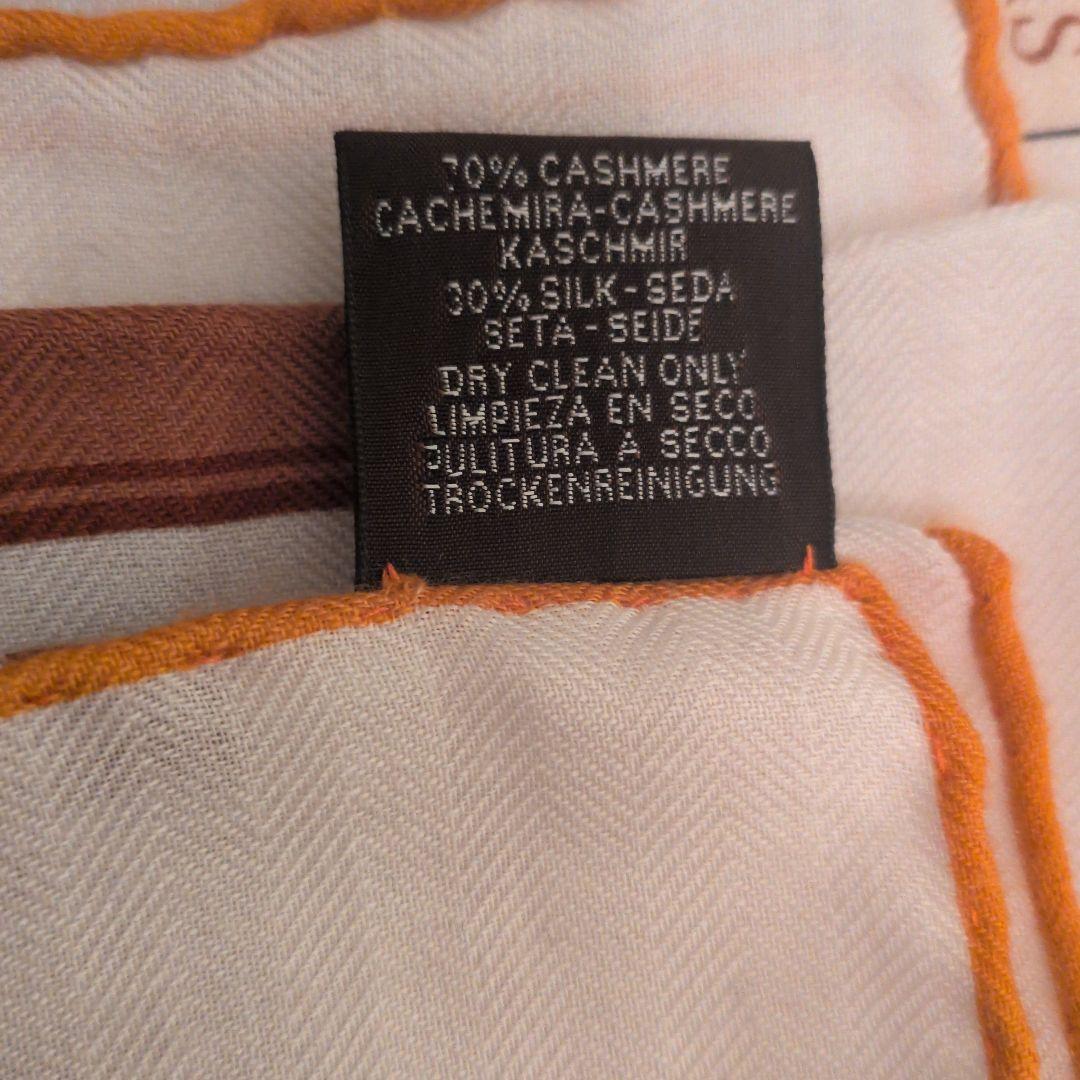 70% CASHMERE
CACHEMIRA-CASHMERE
KASCHMIR
30% SILK-SEDA
SETA-SEIDE
DRY CLEAN ONLY
LIMPIEZA EN SECO
PULITURA A SECCO
TROCKENREINIGUNG